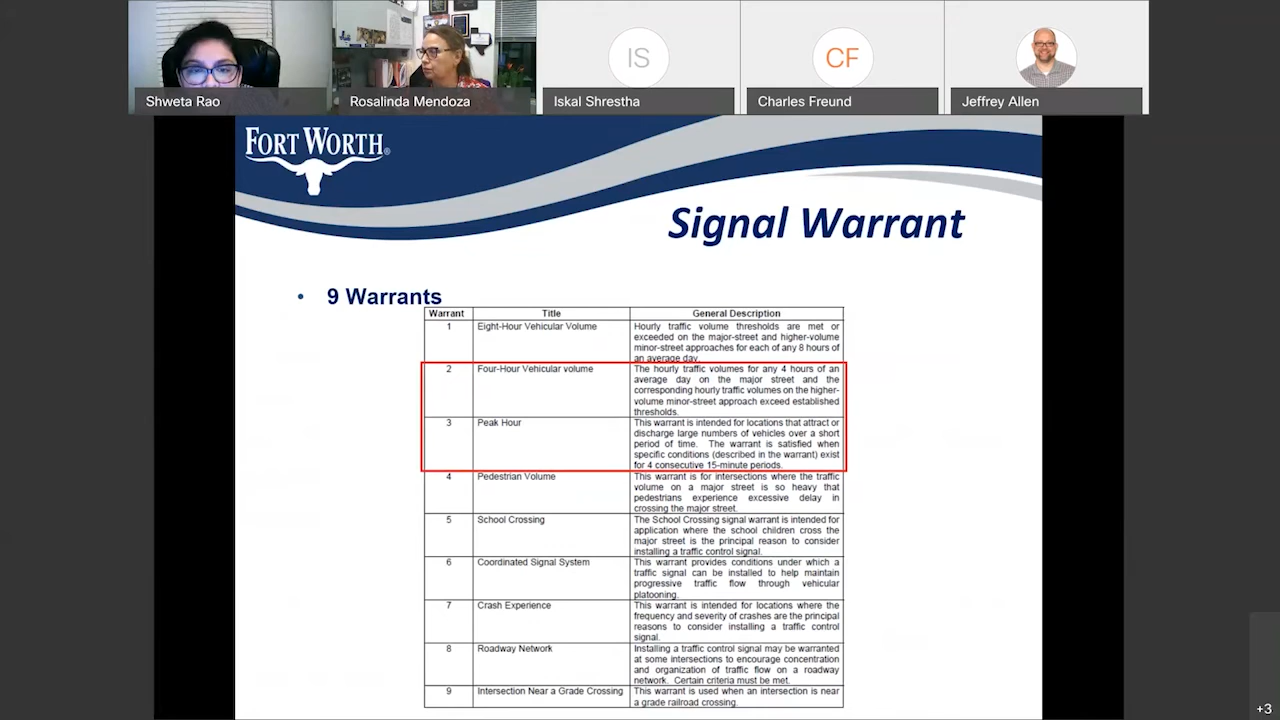 IS
CF
Shweta Rao
Rosalinda Mendoza
Iskal Shrestha
Charles Freund
Jeffrey Allen
FORT WORTH®
Signal Warrant
• 9 Warrants
Warrant Title General Description
1 Eight-Hour Vehicular Volume Hourly traffic volume thresholds are met or
exceeded on the major-street and higher-volume
minor-street approaches for each of any 8 hours of
an average day.
2 Four-Hour Vehicular volume The hourly traffic volumes for any 4 hours of an
average day on the major street and the
corresponding hourly traffic volumes on the higher-
volume minor-street approach exceed established
thresholds.
3 Peak Hour This warrant is intended for locations that attract or
discharge large numbers of vehicles over a short
period of time. The warrant is satisfied when
specific conditions (described in the warrant) exist
for 4 consecutive 15-minute periods.
4 Pedestrian Volume This warrant is for intersections where the traffic
volume on a major street is so heavy that
pedestrians experience excessive delay in
crossing the major street.
5 School Crossing The School Crossing signal warrant is intended for
application where the school children cross the
major street is the principal reason to consider
installing a traffic control signal.
6 Coordinated Signal System This warrant provides conditions under which a
traffic signal can be installed to help maintain
progressive traffic flow through vehicular
platooning.
7 Crash Experience This warrant is intended for locations where the
frequency and severity of crashes are the principal
reasons to consider installing a traffic control
signal.
8 Roadway Network Installing a traffic control signal may be warranted
at some intersections to encourage concentration
and organization of traffic flow on a roadway
network. Certain criteria must be met.
9 Intersection Near a Grade Crossing This warrant is used when an intersection is near
a grade railroad crossing.
+3